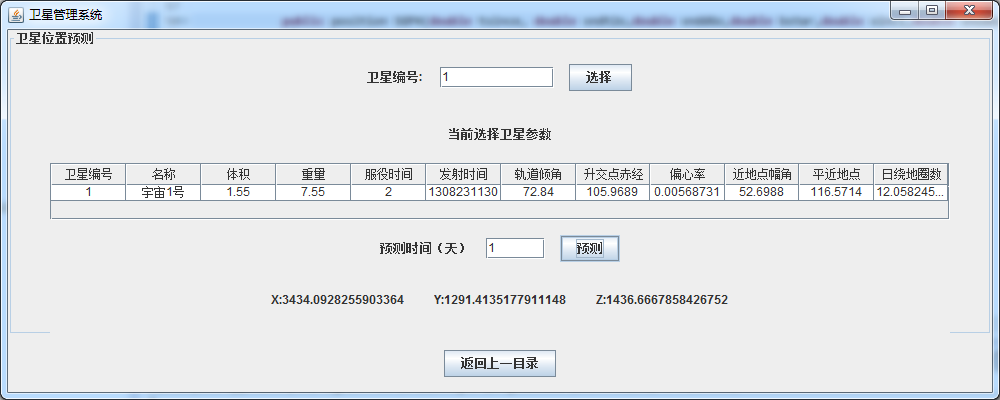 卫星管理系统
卫星位置预测
卫星编号: 1 选择
当前选择卫星参数
卫星编号 名称 体积 重量 服役时间 发射时间 轨道倾角 升交点赤经 偏心率 近地点幅角 平近地点 日绕地圈数
1 宇宙1号 1.55 7.55 2 1308231130 72.84 105.9689 0.00568731 52.6988 116.5714 12.058245...
预测时间（天） 1 预测
X:3434.0928255903364 Y:1291.4135177911148 Z:1436.6667858426752
返回上一目录